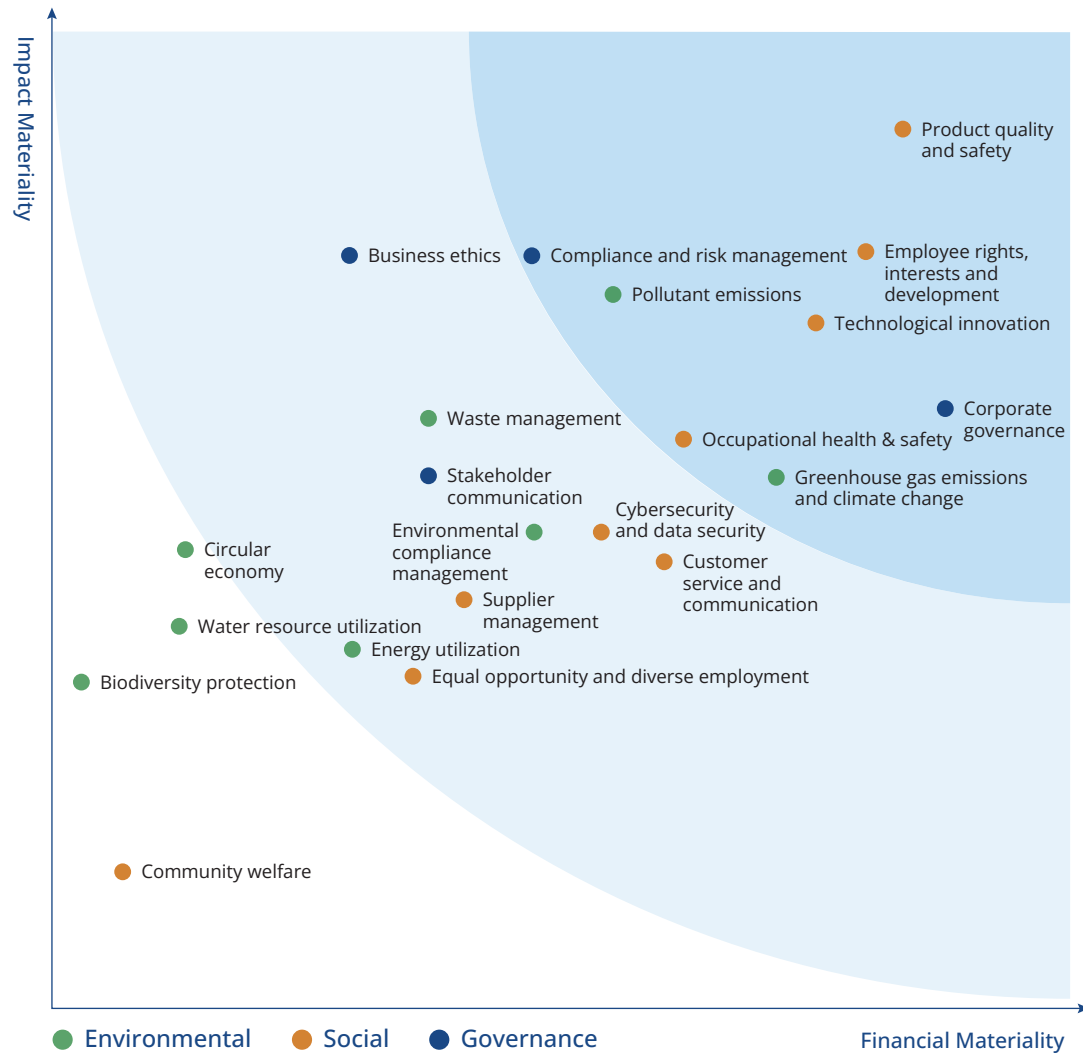 Impact Materiality
Product quality
and safety
Business ethics
Compliance and risk management
Employee rights,
interests and
development
Pollutant emissions
Technological innovation
Corporate
governance
Waste management
Occupational health & safety
Stakeholder
communication
Greenhouse gas emissions
and climate change
Cybersecurity
and data security
Environmental
compliance
management
Circular
economy
Customer
service and
communication
Supplier
management
Water resource utilization
Energy utilization
Equal opportunity and diverse employment
Biodiversity protection
Community welfare
Environmental
Social
Governance
Financial Materiality